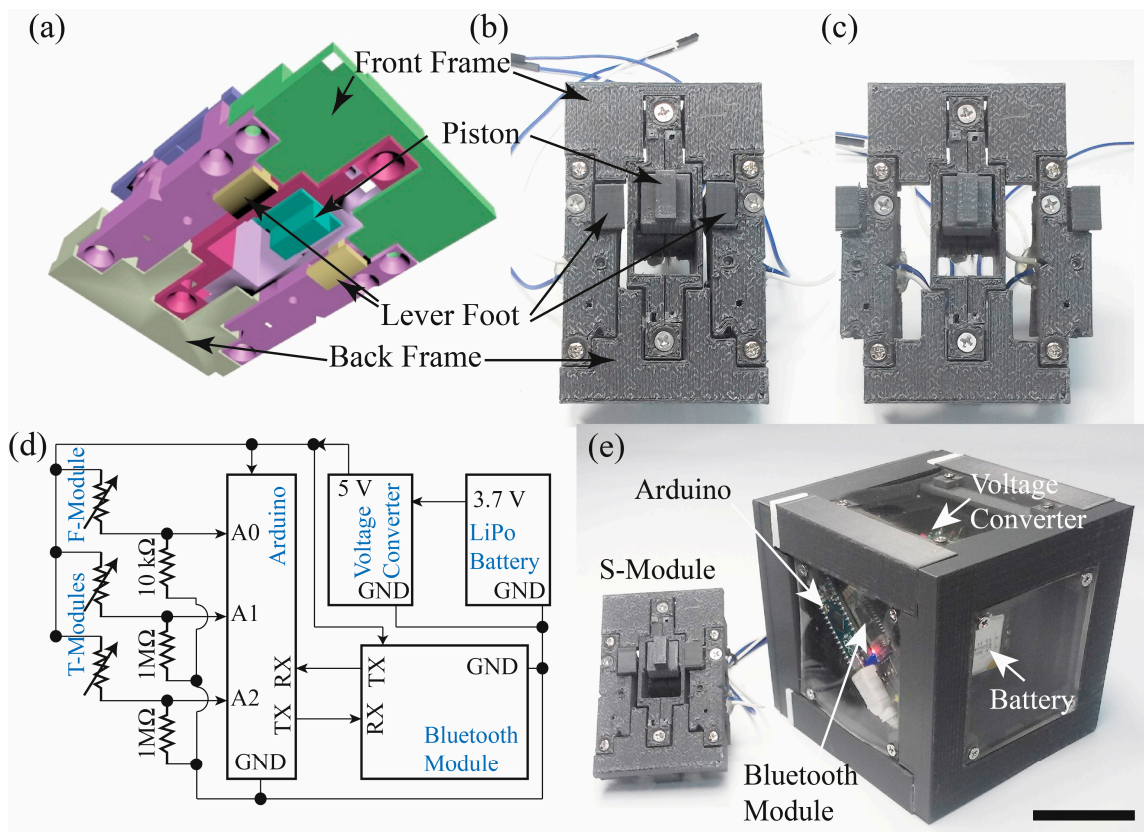 (a)
(b)
(c)
Front Frame
Piston
Lever Foot
Back Frame
(d)
F-Module
T-Modules
10 kΩ
1MΩ
1MΩ
A0
A1
A2
Arduino
RX
TX
GND
5 V
Voltage
Converter
GND
3.7 V
LiPo
Battery
GND
TX
RX
GND
Bluetooth
Module
(e)
Arduino
Voltage
Converter
S-Module
Battery
Bluetooth
Module